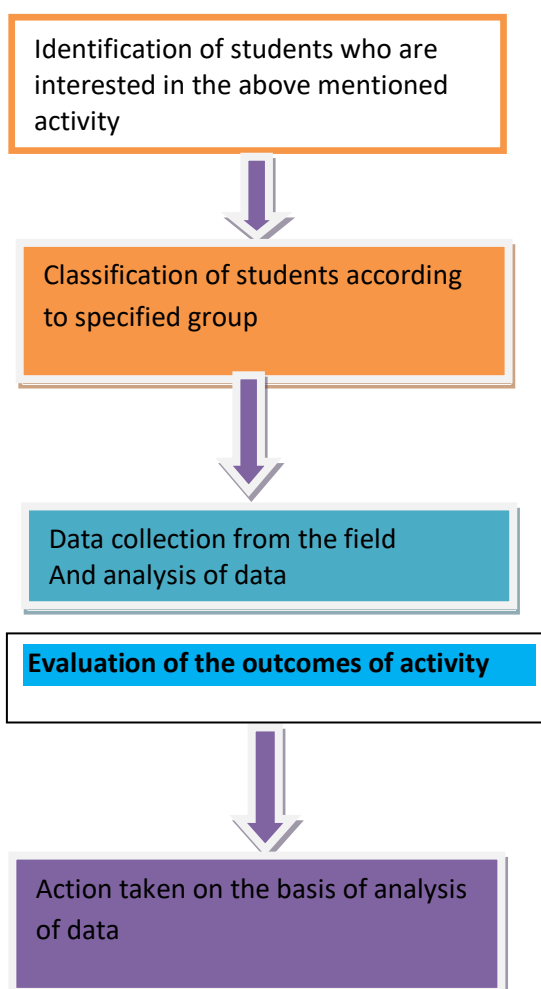 Identification of students who are
interested in the above mentioned
activity
Classification of students according
to specified group
Data collection from the field
And analysis of data
Evaluation of the outcomes of activity
Action taken on the basis of analysis
of data